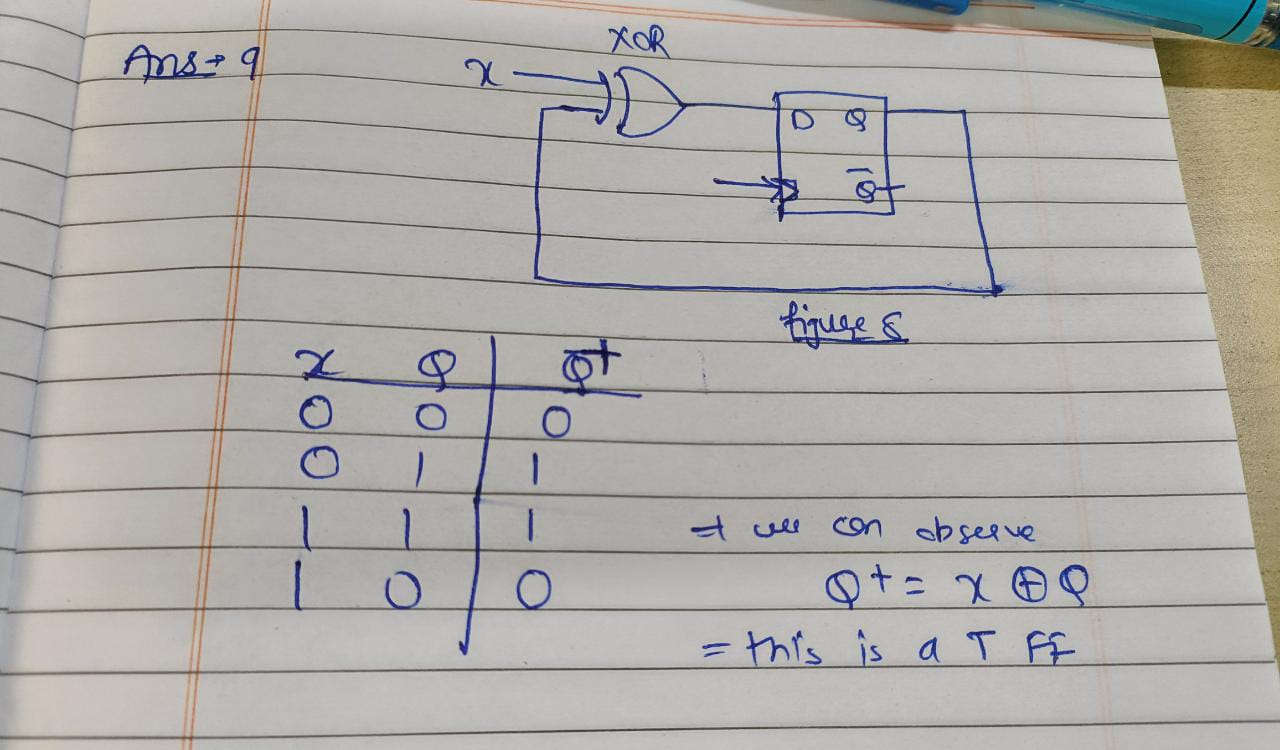 Ans → 9
XOR
x
D Q
Q̅
figure 8
x Q Q⁺
0 0 0
0 1 1
1 1 1
1 0 0
⇒ we can observe
Q⁺ = x ⊕ Q
= this is a T FF